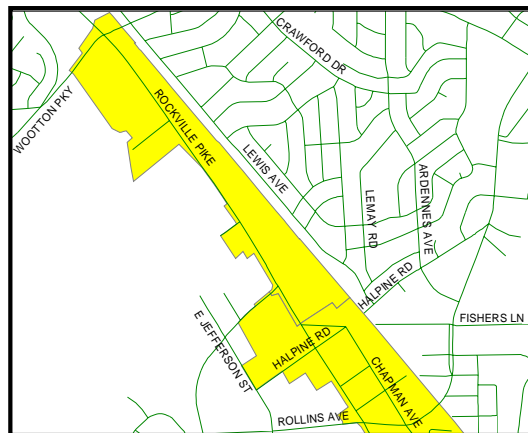 CRAWFORD DR
WOOTTON PKY
ROCKVILLE PIKE
LEWIS AVE
LEMAY RD
ARDENNES AVE
HALPINE RD
FISHERS LN
E JEFFERSON ST
HALPINE RD
CHAPMAN AVE
ROLLINS AVE